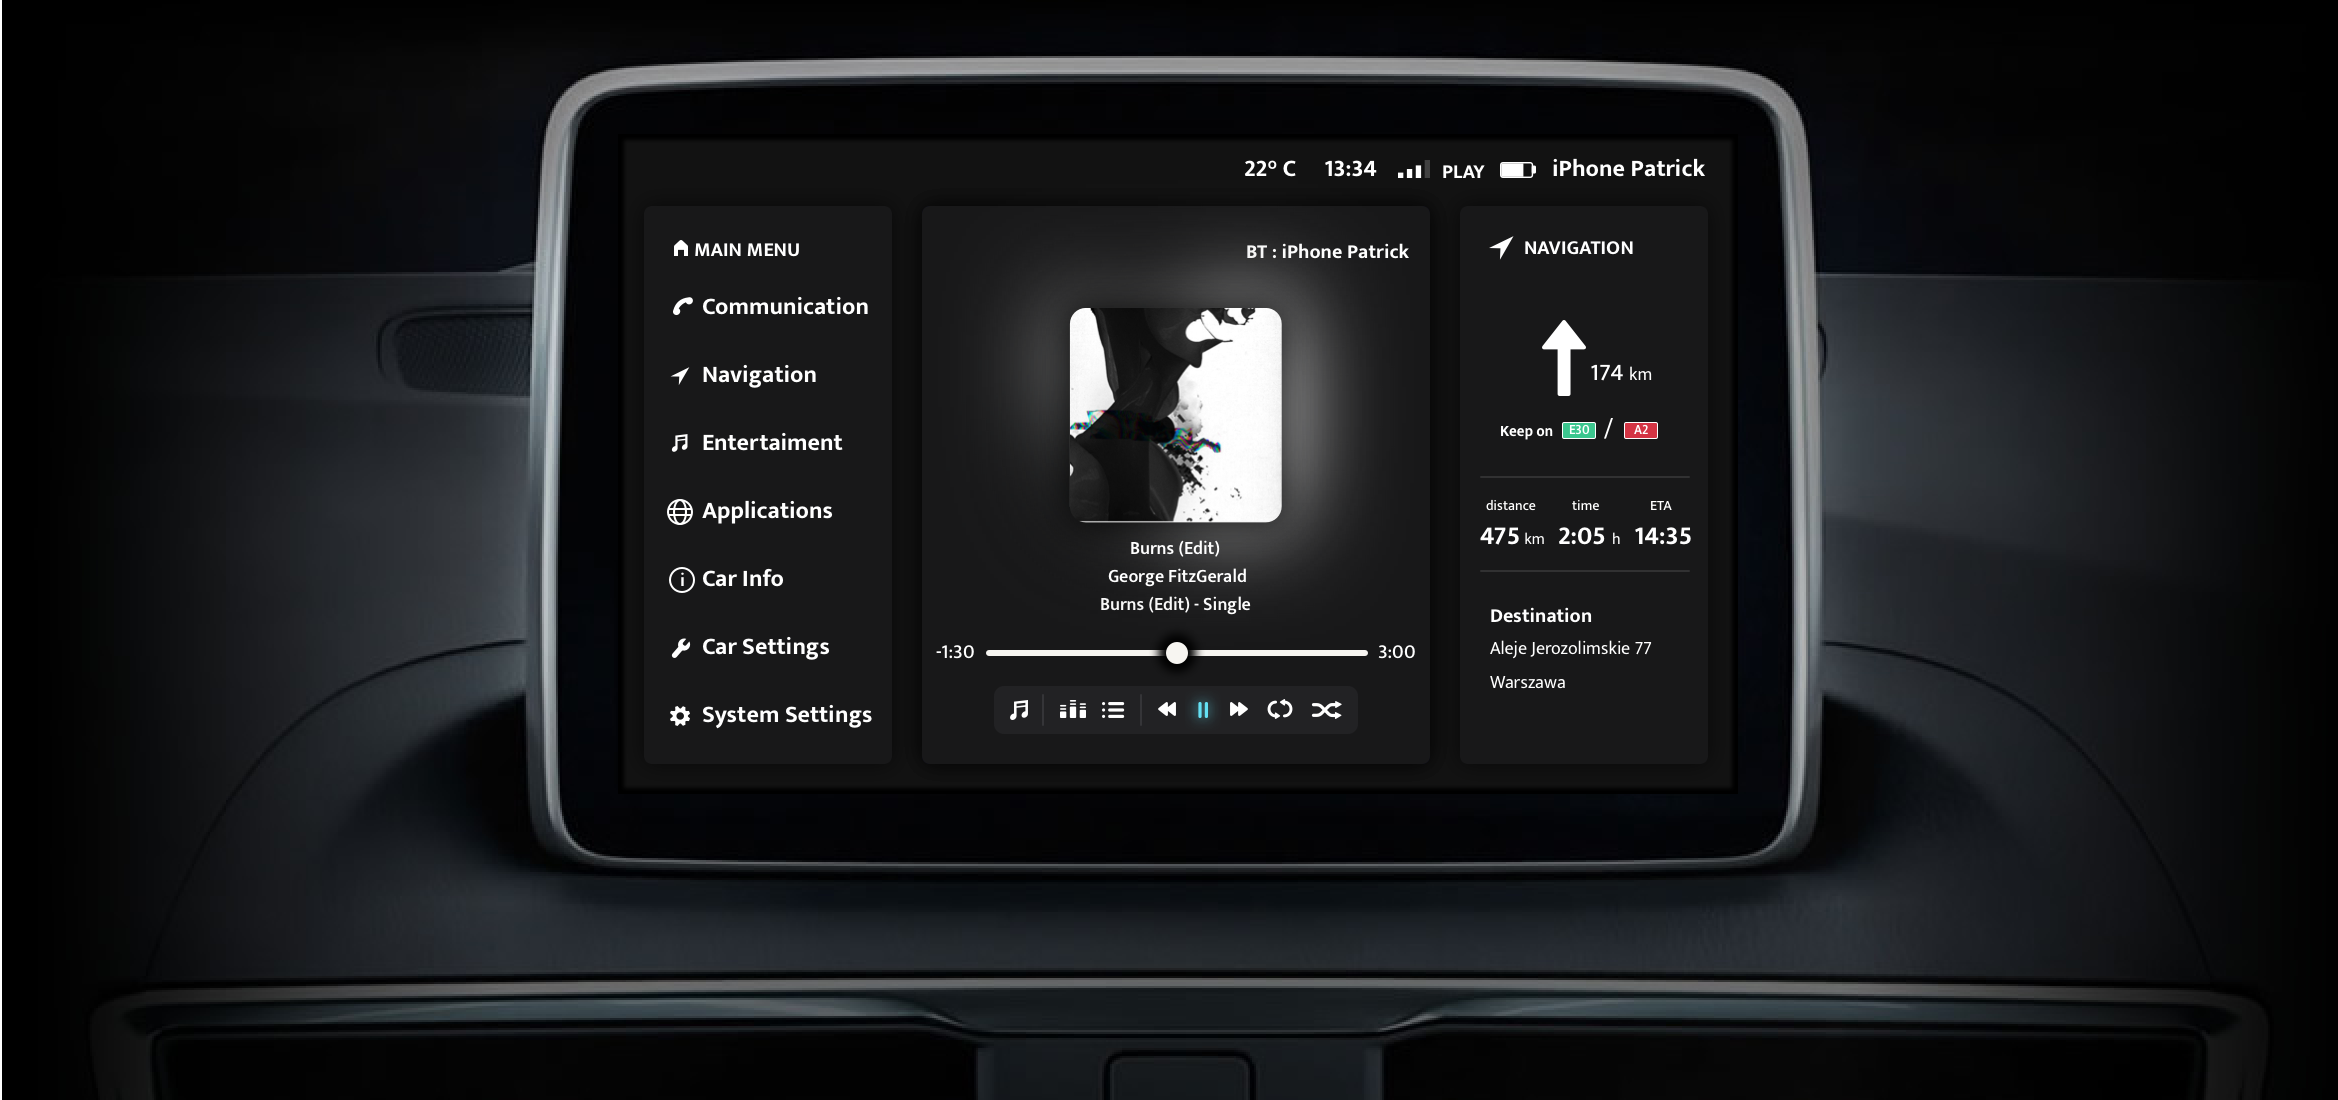 22° C 13:34 PLAY iPhone Patrick
MAIN MENU
Communication
Navigation
Entertaiment
Applications
Car Info
Car Settings
System Settings
BT : iPhone Patrick
Burns (Edit)
George FitzGerald
Burns (Edit) - Single
-1:30 3:00
NAVIGATION
174 km
Keep on E30 / A2
distance time ETA
475 km 2:05 h 14:35
Destination
Aleje Jerozolimskie 77
Warszawa